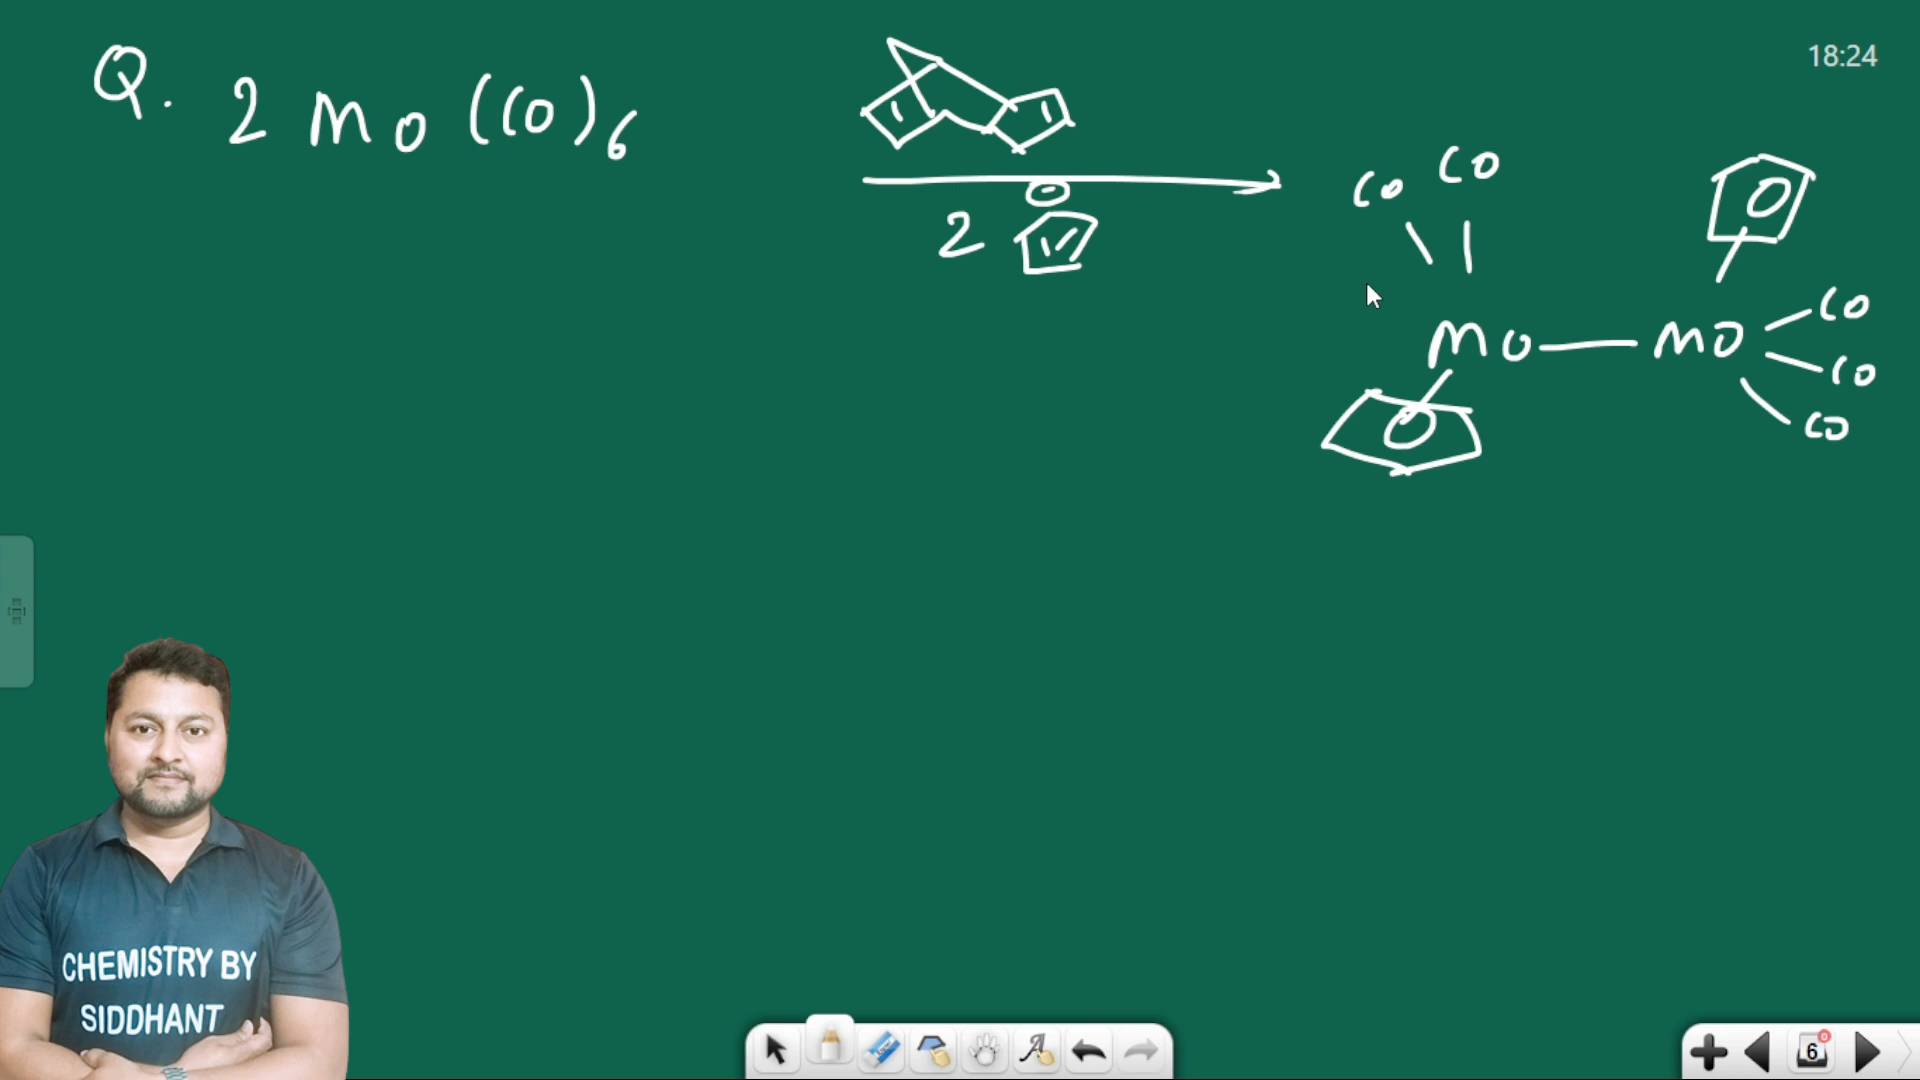 Q. 2 Mo (CO)6
18:24
2
CO CO
Mo — Mo
CO
CO
CO
CHEMISTRY BY
SIDDHANT
6